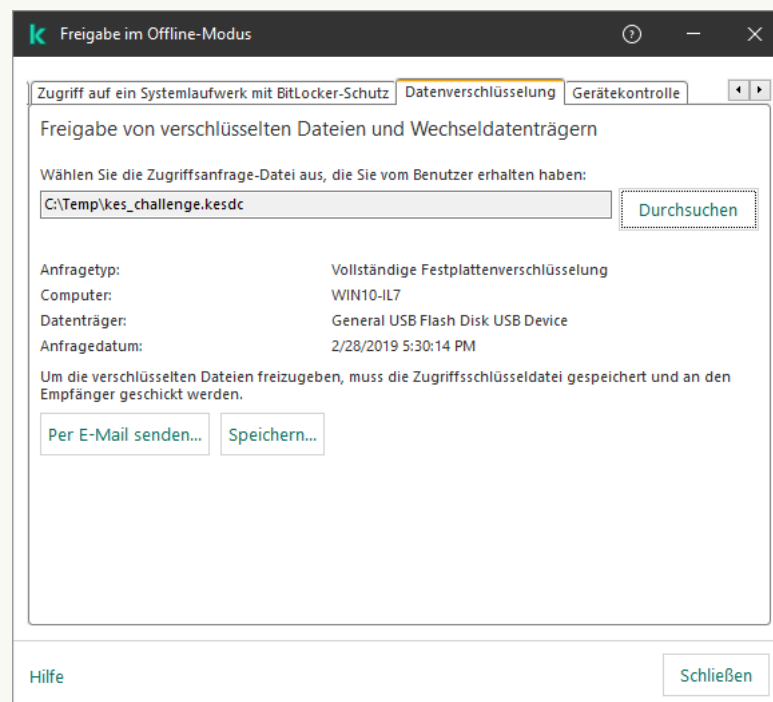 Freigabe im Offline-Modus
Zugriff auf ein Systemlaufwerk mit BitLocker-Schutz Datenverschlüsselung Gerätekontrolle
Freigabe von verschlüsselten Dateien und Wechseldatenträgern
Wählen Sie die Zugriffsanfrage-Datei aus, die Sie vom Benutzer erhalten haben:
C:\Temp\kes_challenge.kesdc Durchsuchen
Anfragetyp: Vollständige Festplattenverschlüsselung
Computer: WIN10-IL7
Datenträger: General USB Flash Disk USB Device
Anfragedatum: 2/28/2019 5:30:14 PM
Um die verschlüsselten Dateien freizugeben, muss die Zugriffsschlüsseldatei gespeichert und an den
Empfänger geschickt werden.
Per E-Mail senden... Speichern...
Hilfe Schließen